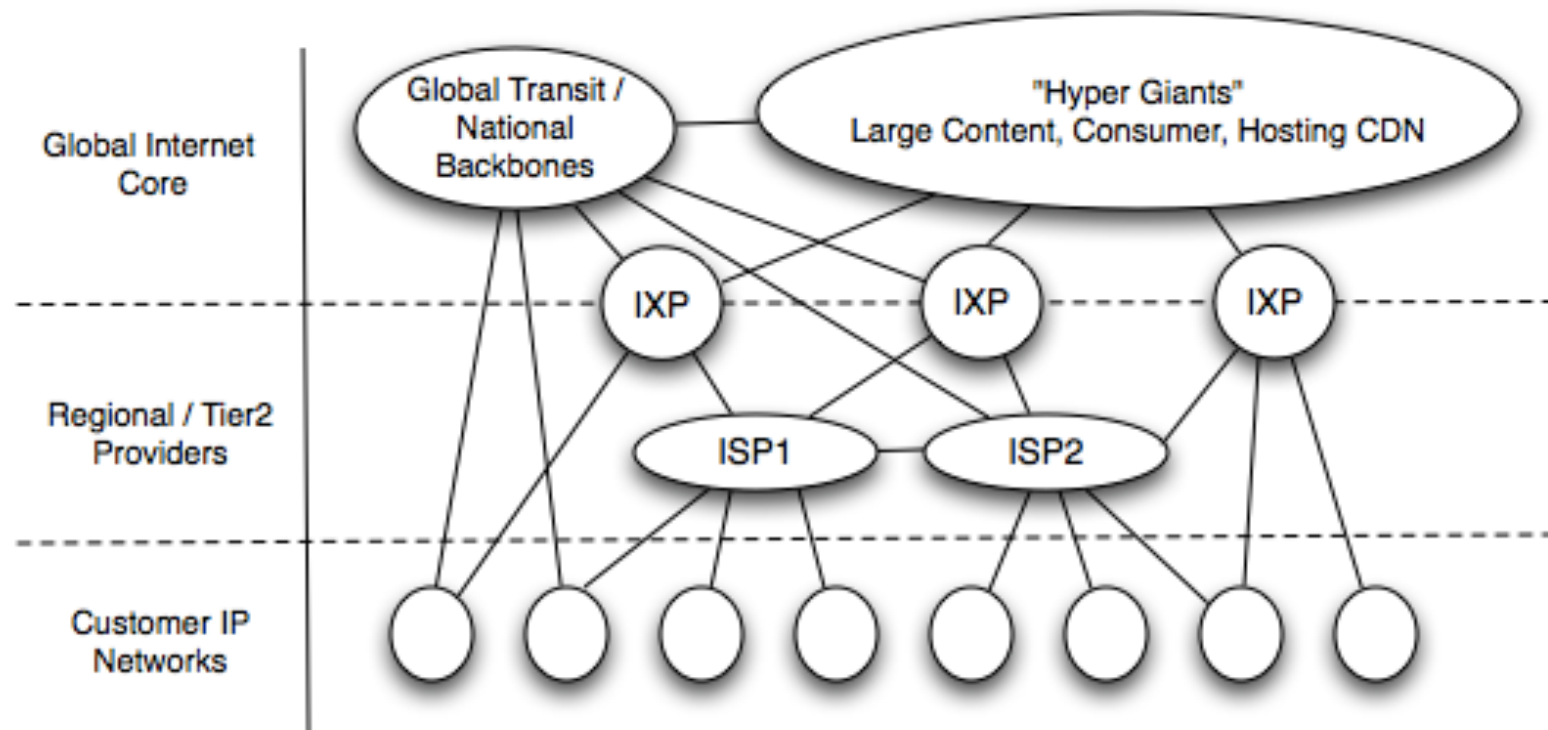 Global Transit /
National
Backbones
"Hyper Giants"
Large Content, Consumer, Hosting CDN
Global Internet
Core
IXP
IXP
IXP
Regional / Tier2
Providers
ISP1
ISP2
Customer IP
Networks